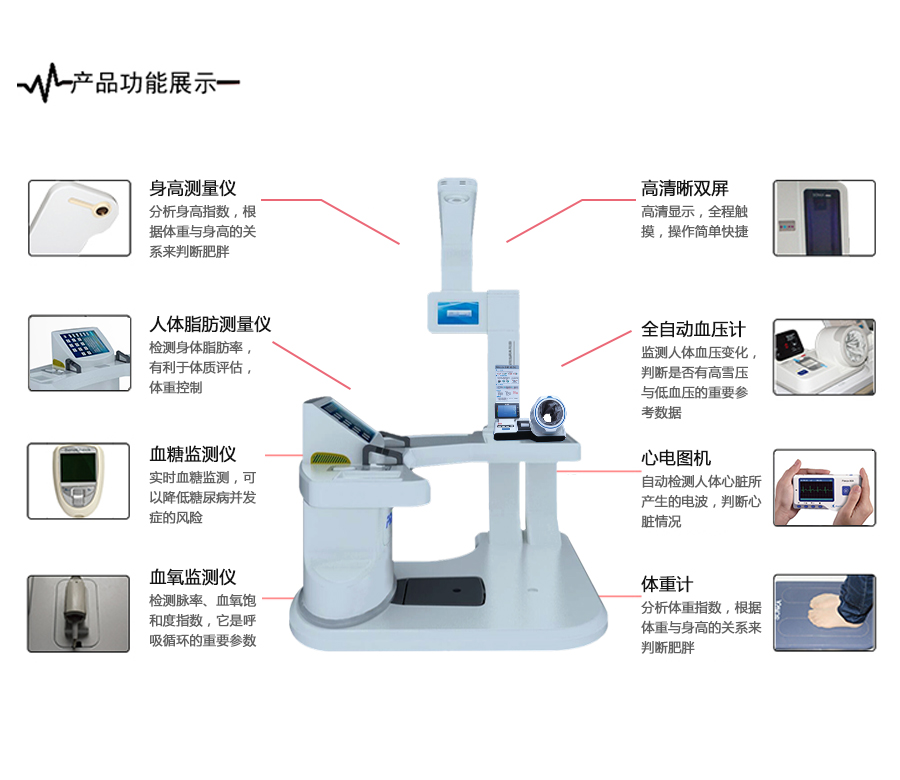 产品功能展示
身高测量仪
分析身高指数，根
据体重与身高的关
系来判断肥胖
人体脂肪测量仪
检测身体脂肪率，
有利于体质评估，
体重控制
血糖监测仪
实时血糖监测，可
以降低糖尿病并发
症的风险
血氧监测仪
检测脉率、血氧饱
和度指数，它是呼
吸循环的重要参数
高清晰双屏
高清显示，全程触
摸，操作简单快捷
全自动血压计
监测人体血压变化，
判断是否有高雪压
与低血压的重要参
考数据
心电图机
自动检测人体心脏所
产生的电波，判断心
脏情况
体重计
分析体重指数，根据
体重与身高的关系来
判断肥胖